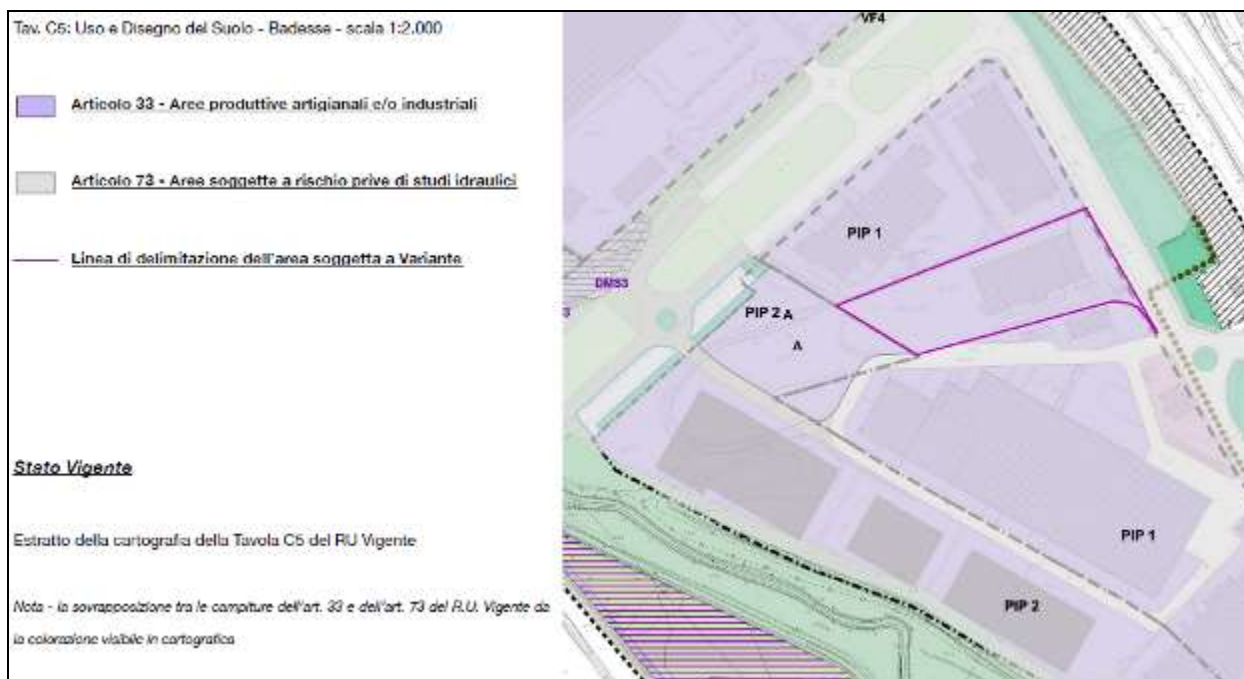 Tav. C5: Uso e Disegno del Suolo - Badesse - scala 1:2.000
Articolo 33 - Aree produttive artigianali e/o industriali
Articolo 73 - Aree soggette a rischio prive di studi idraulici
Linea di delimitazione dell'area soggetta a Variante
Stato Vigente
Estratto della cartografia della Tavola C5 del RU Vigente
Nota - la sovrapposizione tra le campiture dell'art. 33 e dell'art. 73 del R.U. Vigente da
la colorazione visibile in cartografica
VF4
PIP 1
DMS3
3
PIP 2
A
A
PIP 1
PIP 2